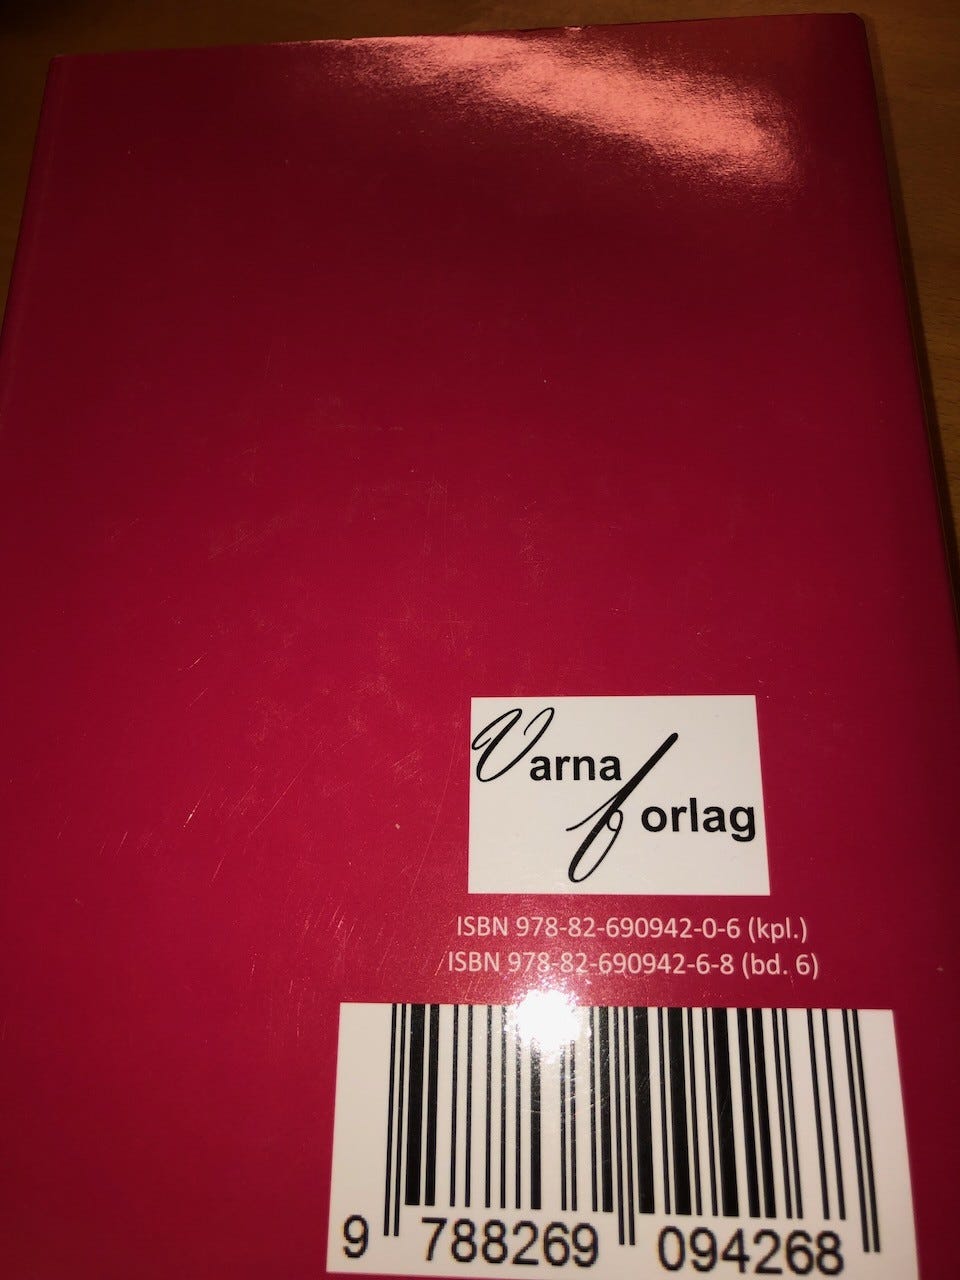 Varna
forlag
ISBN 978-82-690942-0-6 (kpl.)
ISBN 978-82-690942-6-8 (bd. 6)
9 788269 094268